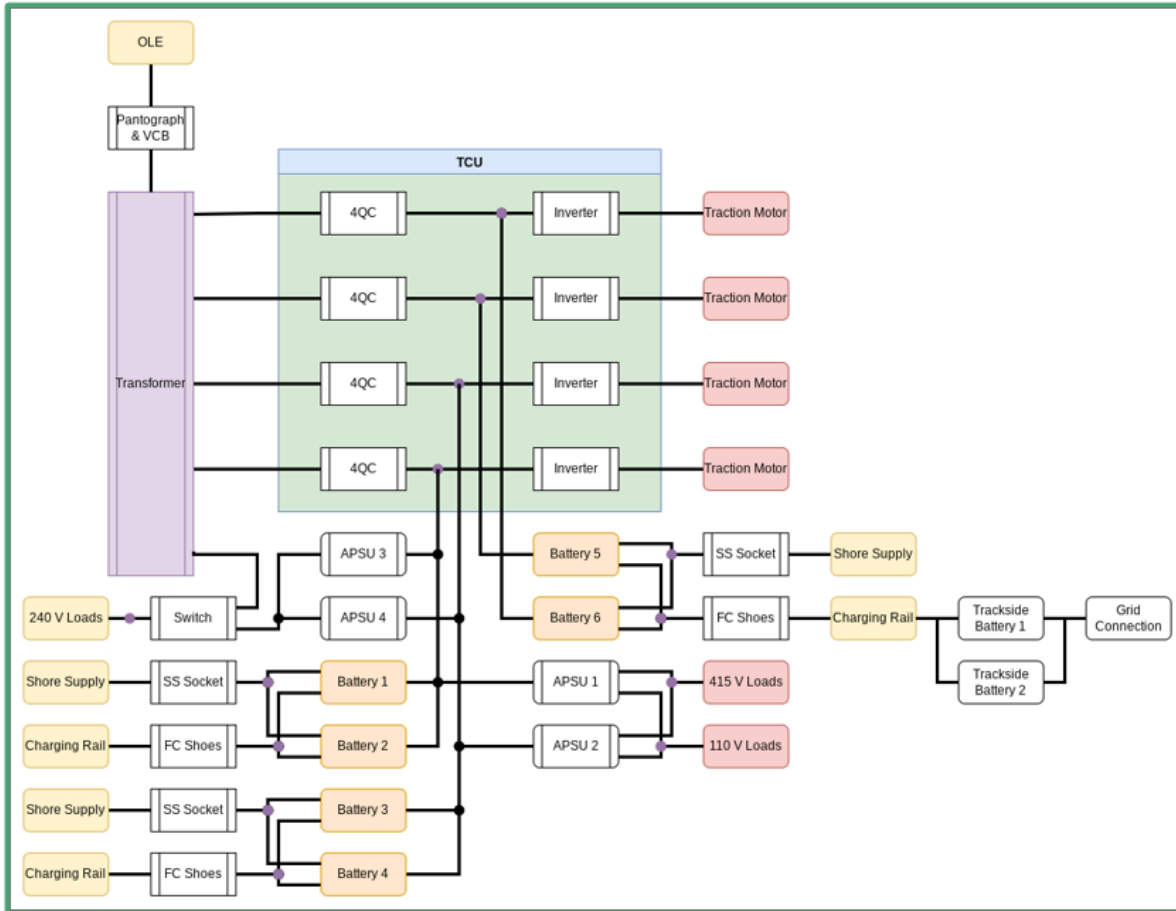 OLE
Pantograph
& VCB
TCU
4QC
Inverter
Traction Motor
4QC
Inverter
Traction Motor
Transformer
4QC
Inverter
Traction Motor
4QC
Inverter
Traction Motor
APSU 3
Battery 5
SS Socket
Shore Supply
240 V Loads
Switch
APSU 4
Battery 6
FC Shoes
Charging Rail
Trackside
Battery 1
Grid
Connection
Shore Supply
SS Socket
Battery 1
APSU 1
415 V Loads
Trackside
Battery 2
Charging Rail
FC Shoes
Battery 2
APSU 2
110 V Loads
Shore Supply
SS Socket
Battery 3
Charging Rail
FC Shoes
Battery 4